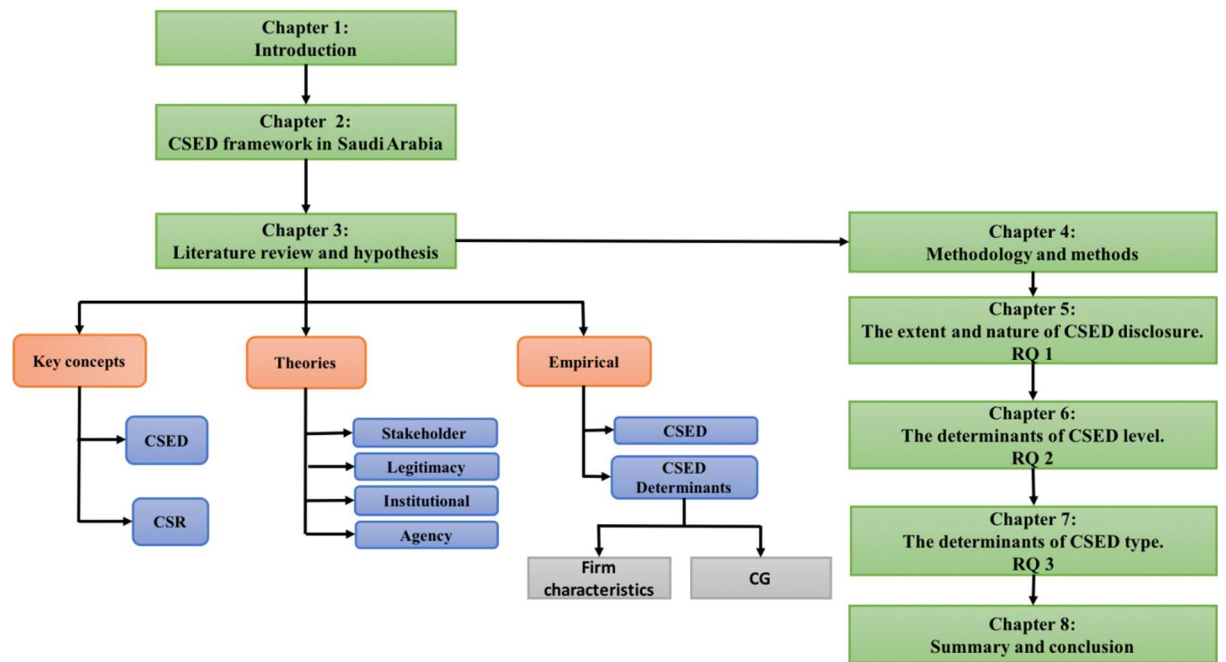 Chapter 1:
Introduction
Chapter 2:
CSED framework in Saudi Arabia
Chapter 3:
Literature review and hypothesis
Key concepts
CSED
CSR
Theories
Stakeholder
Legitimacy
Institutional
Agency
Empirical
CSED
CSED
Determinants
Firm
characteristics
CG
Chapter 4:
Methodology and methods
Chapter 5:
The extent and nature of CSED disclosure.
RQ 1
Chapter 6:
The determinants of CSED level.
RQ 2
Chapter 7:
The determinants of CSED type.
RQ 3
Chapter 8:
Summary and conclusion